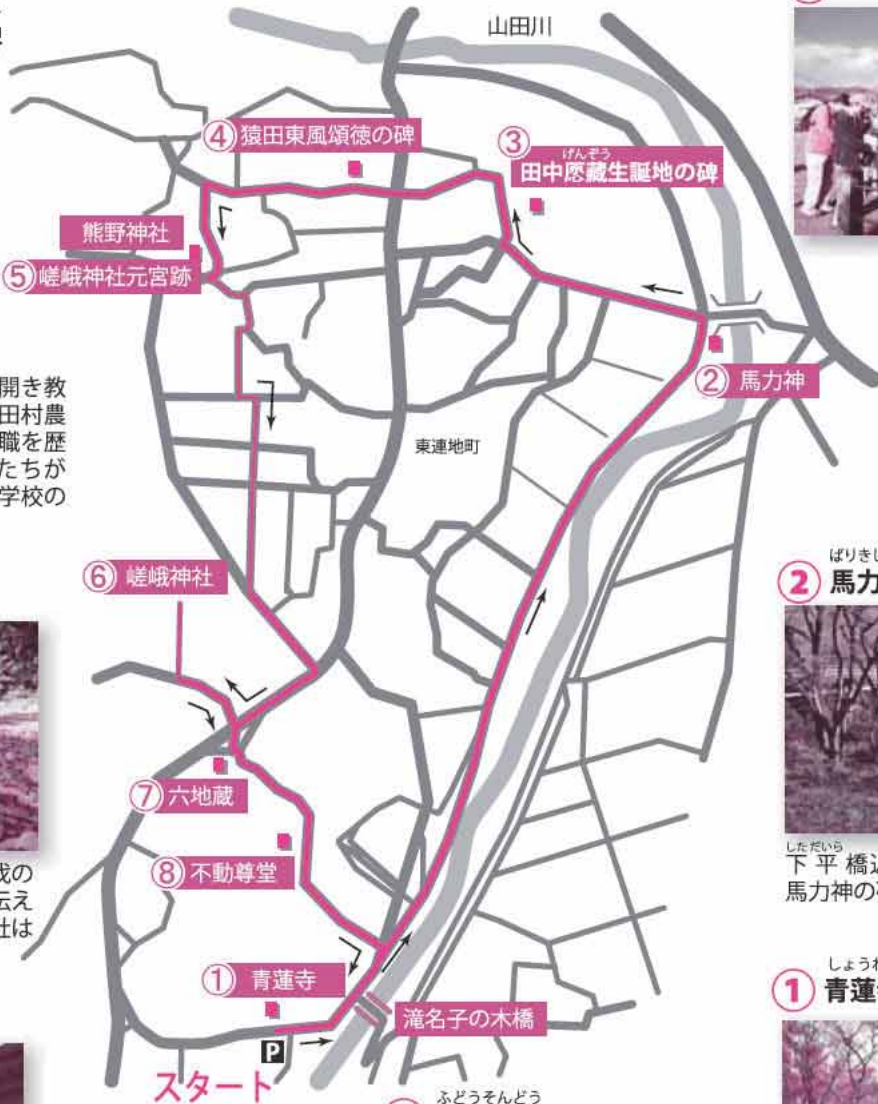 山田川
④ 猿田東風頌徳の碑
③
げんぞう
田中愿蔵生誕地の碑
熊野神社
⑤ 嵯峨神社元宮跡
② 馬力神
東連地町
開き教
田村農
職を歴
たちが
学校の
⑥ 嵯峨神社
⑦ 六地蔵
⑧ 不動尊堂
① 青蓮寺
滝名子の木橋
P
スタート
ふどうそんどう
伝え
社は
ばりきし
② 馬力
しただいら
下平橋辺
馬力神の
しょうれ
① 青蓮